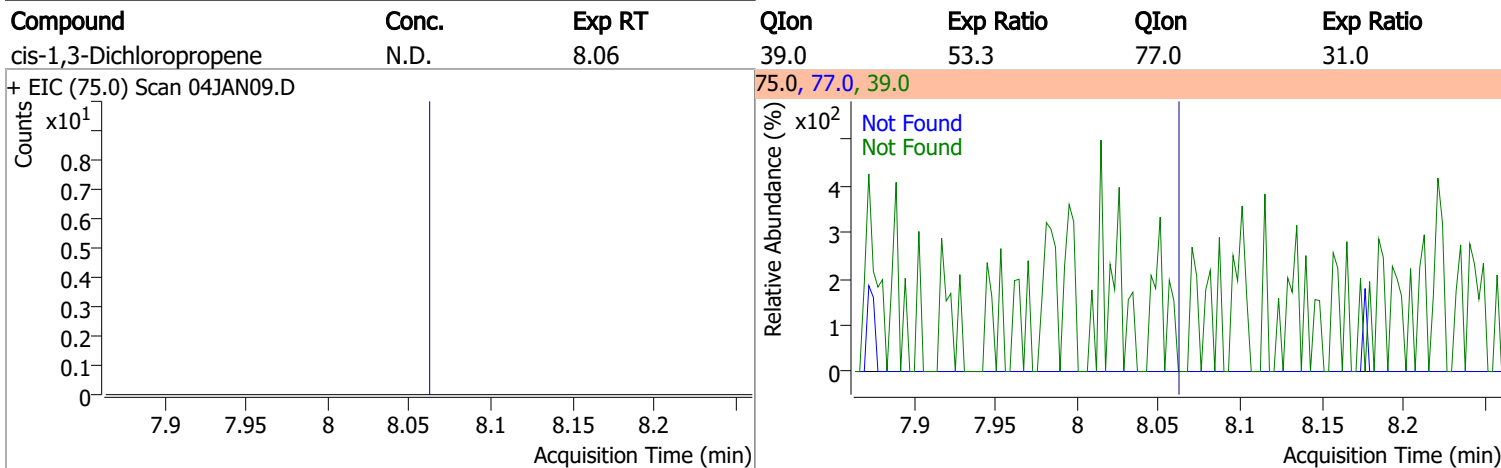 Compound Conc. Exp RT QIon Exp Ratio QIon Exp Ratio
cis-1,3-Dichloropropene N.D. 8.06 39.0 53.3 77.0 31.0
+ EIC (75.0) Scan 04JAN09.D
Counts
x10^1
0.8
0.7
0.6
0.5
0.4
0.3
0.2
0.1
0
7.9 7.95 8 8.05 8.1 8.15 8.2
Acquisition Time (min)
75.0, 77.0, 39.0
Relative Abundance (%)
x10^2
Not Found
Not Found
4
3
2
1
0
7.9 7.95 8 8.05 8.1 8.15 8.2
Acquisition Time (min)